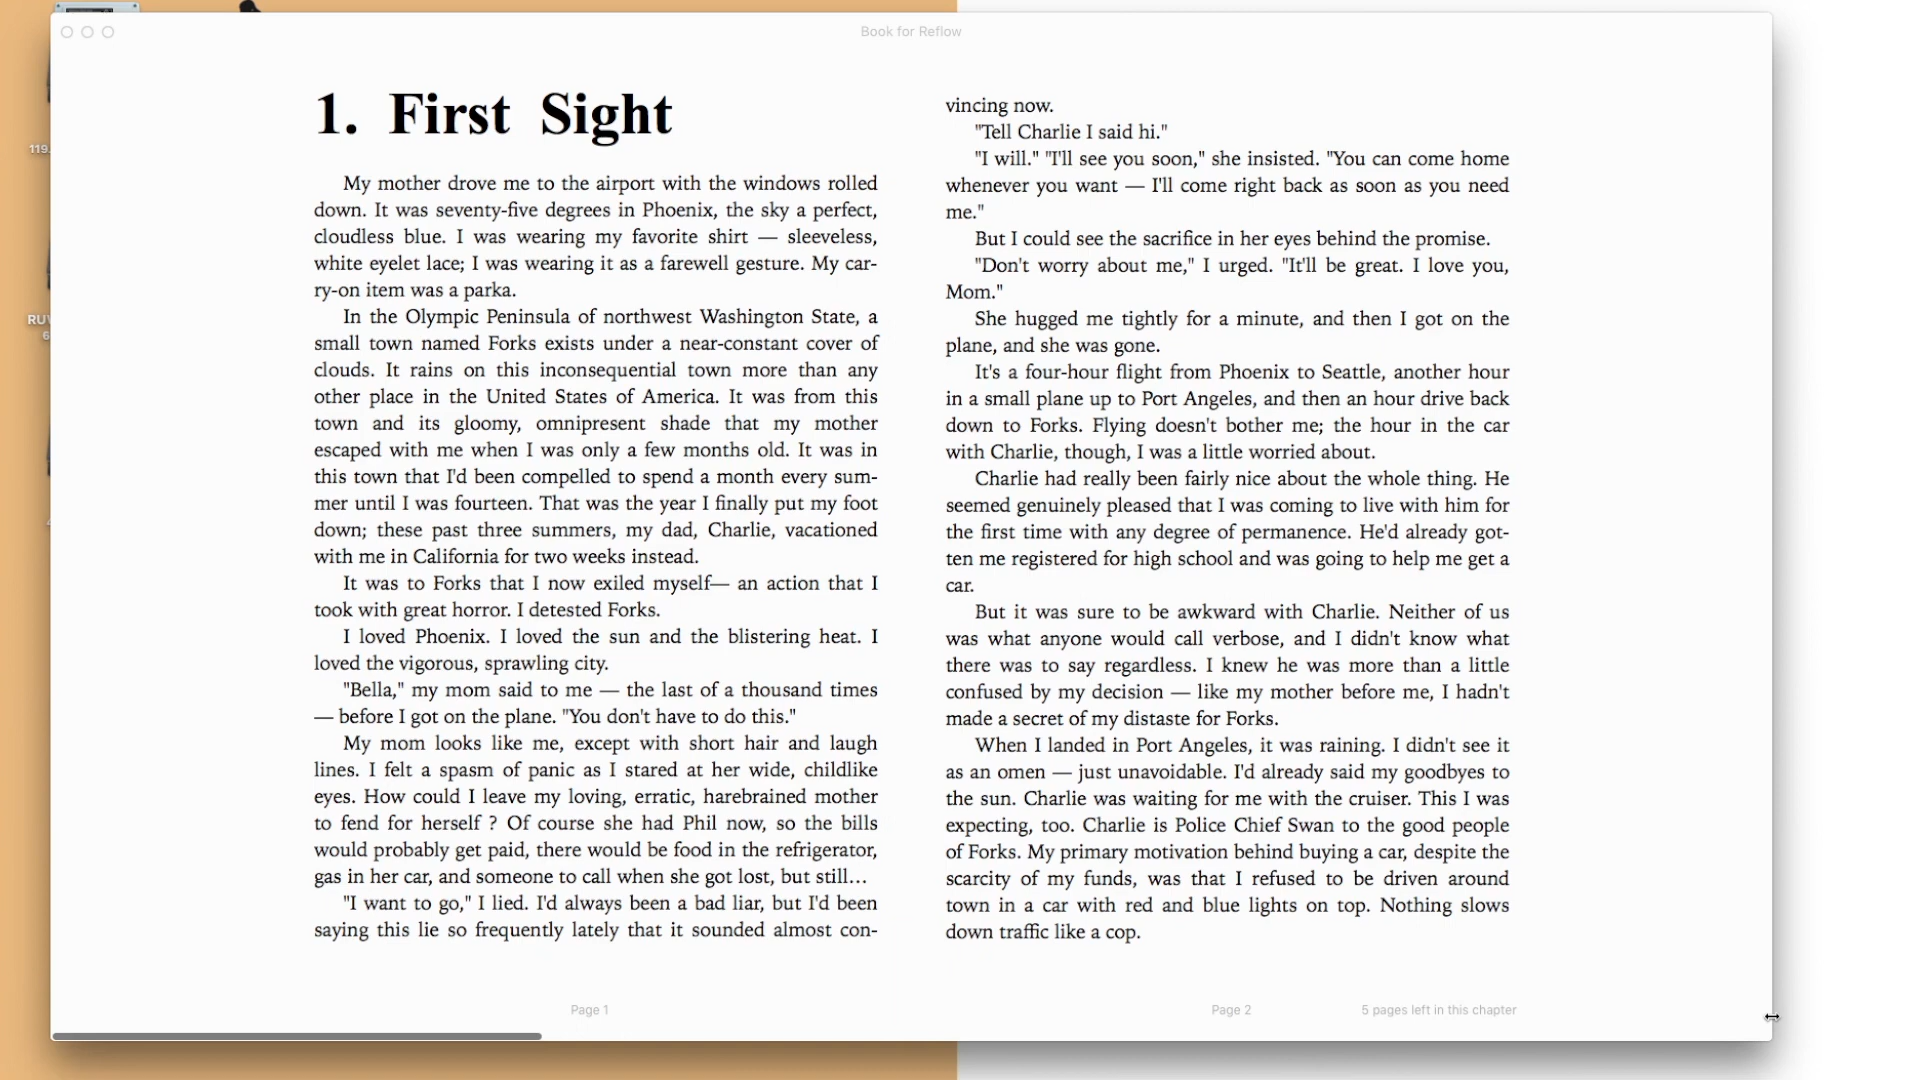 Book for Reflow
119.
RUV
6
4
1. First Sight
My mother drove me to the airport with the windows rolled
down. It was seventy-five degrees in Phoenix, the sky a perfect,
cloudless blue. I was wearing my favorite shirt — sleeveless,
white eyelet lace; I was wearing it as a farewell gesture. My car-
ry-on item was a parka.
In the Olympic Peninsula of northwest Washington State, a
small town named Forks exists under a near-constant cover of
clouds. It rains on this inconsequential town more than any
other place in the United States of America. It was from this
town and its gloomy, omnipresent shade that my mother
escaped with me when I was only a few months old. It was in
this town that I'd been compelled to spend a month every sum-
mer until I was fourteen. That was the year I finally put my foot
down; these past three summers, my dad, Charlie, vacationed
with me in California for two weeks instead.
It was to Forks that I now exiled myself— an action that I
took with great horror. I detested Forks.
I loved Phoenix. I loved the sun and the blistering heat. I
loved the vigorous, sprawling city.
"Bella," my mom said to me — the last of a thousand times
— before I got on the plane. "You don't have to do this."
My mom looks like me, except with short hair and laugh
lines. I felt a spasm of panic as I stared at her wide, childlike
eyes. How could I leave my loving, erratic, harebrained mother
to fend for herself ? Of course she had Phil now, so the bills
would probably get paid, there would be food in the refrigerator,
gas in her car, and someone to call when she got lost, but still…
"I want to go," I lied. I'd always been a bad liar, but I'd been
saying this lie so frequently lately that it sounded almost con-
vincing now.
"Tell Charlie I said hi."
"I will." "I'll see you soon," she insisted. "You can come home
whenever you want — I'll come right back as soon as you need
me."
But I could see the sacrifice in her eyes behind the promise.
"Don't worry about me," I urged. "It'll be great. I love you,
Mom."
She hugged me tightly for a minute, and then I got on the
plane, and she was gone.
It's a four-hour flight from Phoenix to Seattle, another hour
in a small plane up to Port Angeles, and then an hour drive back
down to Forks. Flying doesn't bother me; the hour in the car
with Charlie, though, I was a little worried about.
Charlie had really been fairly nice about the whole thing. He
seemed genuinely pleased that I was coming to live with him for
the first time with any degree of permanence. He'd already got-
ten me registered for high school and was going to help me get a
car.
But it was sure to be awkward with Charlie. Neither of us
was what anyone would call verbose, and I didn't know what
there was to say regardless. I knew he was more than a little
confused by my decision — like my mother before me, I hadn't
made a secret of my distaste for Forks.
When I landed in Port Angeles, it was raining. I didn't see it
as an omen — just unavoidable. I'd already said my goodbyes to
the sun. Charlie was waiting for me with the cruiser. This I was
expecting, too. Charlie is Police Chief Swan to the good people
of Forks. My primary motivation behind buying a car, despite the
scarcity of my funds, was that I refused to be driven around
town in a car with red and blue lights on top. Nothing slows
down traffic like a cop.
Page 1
Page 2
5 pages left in this chapter